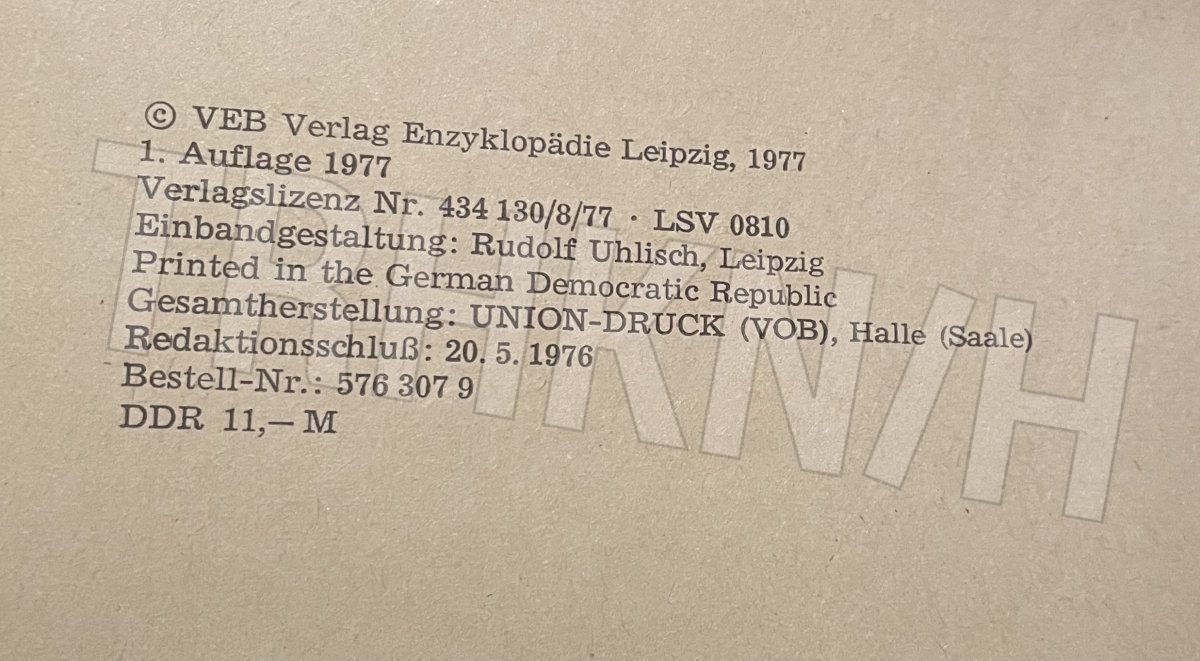 © VEB Verlag Enzyklopädie Leipzig, 1977
1. Auflage 1977
Verlagslizenz Nr. 434 130/8/77 · LSV 0810
Einbandgestaltung: Rudolf Uhlisch, Leipzig
Printed in the German Democratic Republic
Gesamtherstellung: UNION-DRUCK (VOB), Halle (Saale)
Redaktionsschluß: 20. 5. 1976
Bestell-Nr.: 576 307 9
DDR 11,— M